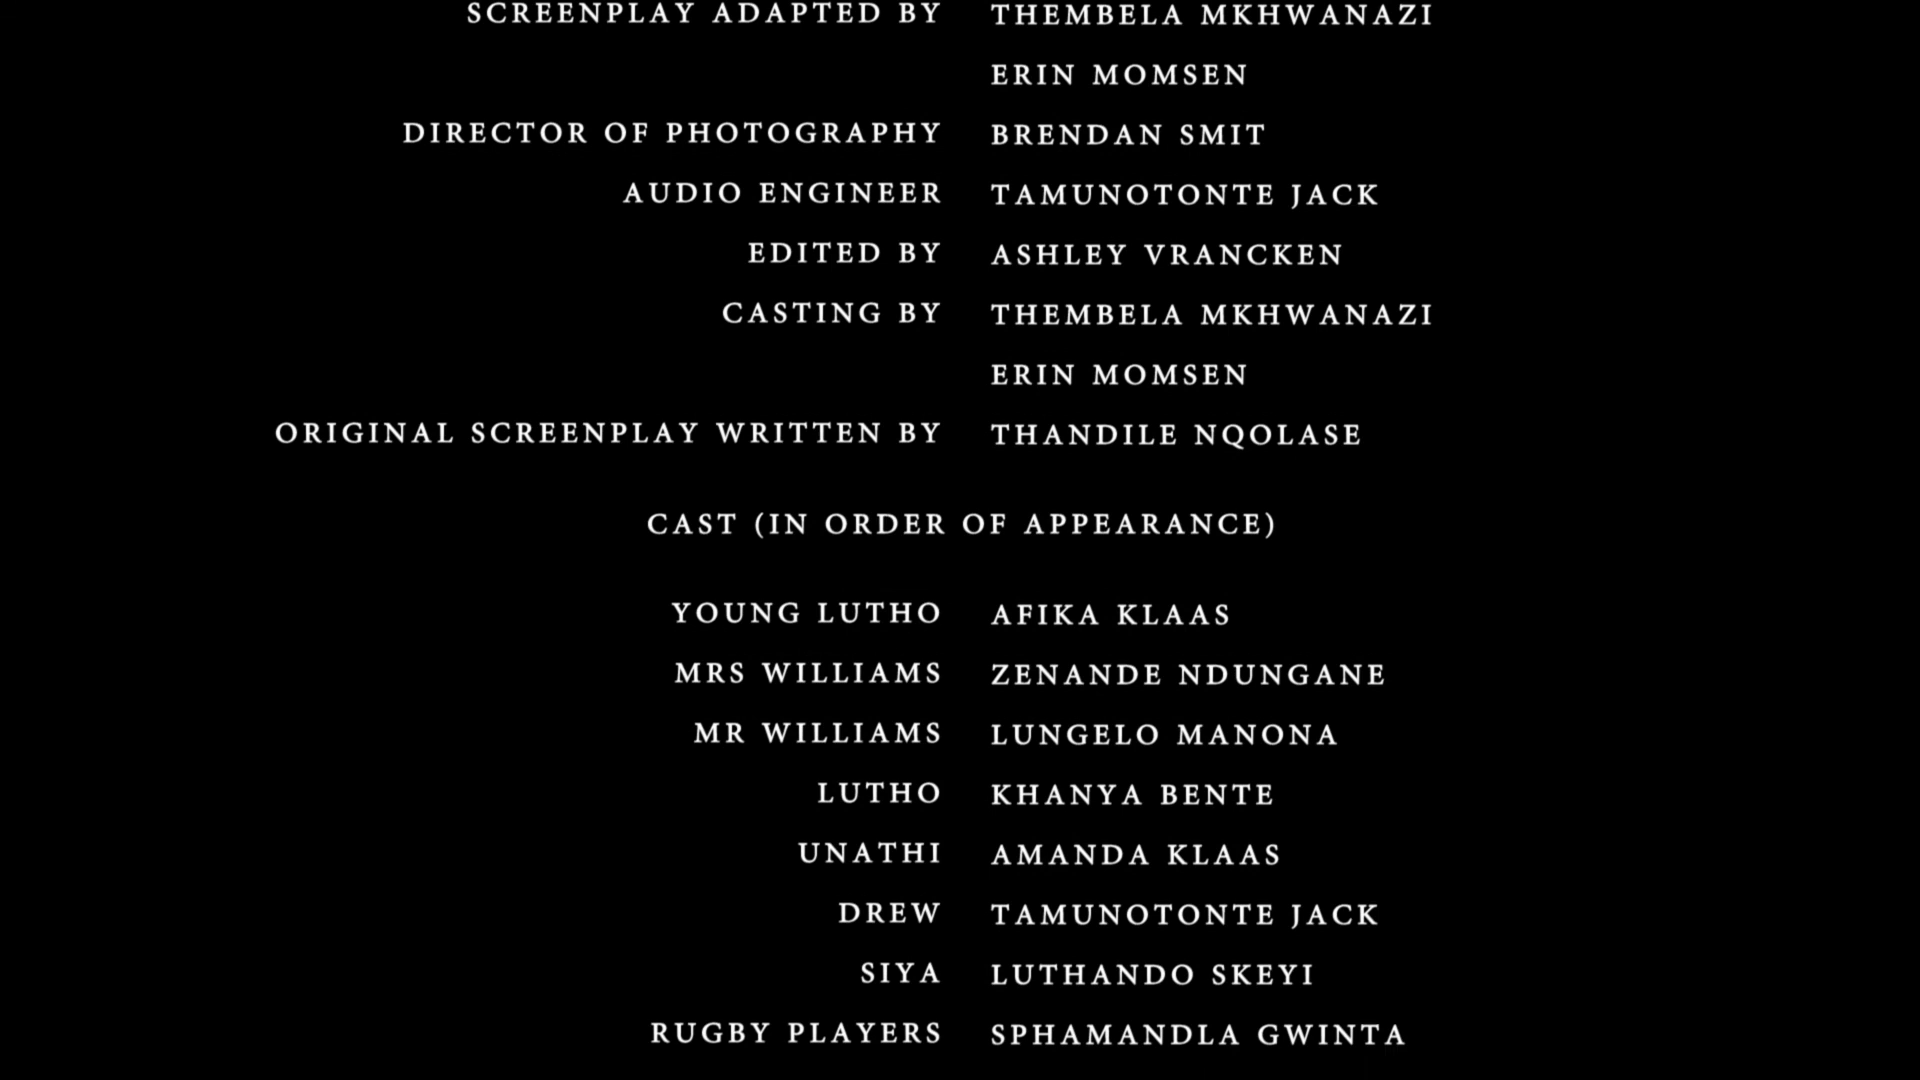 SCREENPLAY ADAPTED BY THEMBELA MKHWANAZI
ERIN MOMSEN
DIRECTOR OF PHOTOGRAPHY BRENDAN SMIT
AUDIO ENGINEER TAMUNOTONTE JACK
EDITED BY ASHLEY VRANCKEN
CASTING BY THEMBELA MKHWANAZI
ERIN MOMSEN
ORIGINAL SCREENPLAY WRITTEN BY THANDILE NQOLASE
CAST (IN ORDER OF APPEARANCE)
YOUNG LUTHO AFIKA KLAAS
MRS WILLIAMS ZENANDE NDUNGANE
MR WILLIAMS LUNGELO MANONA
LUTHO KHANYA BENTE
UNATHI AMANDA KLAAS
DREW TAMUNOTONTE JACK
SIYA LUTHANDO SKEYI
RUGBY PLAYERS SPHAMANDLA GWINTA